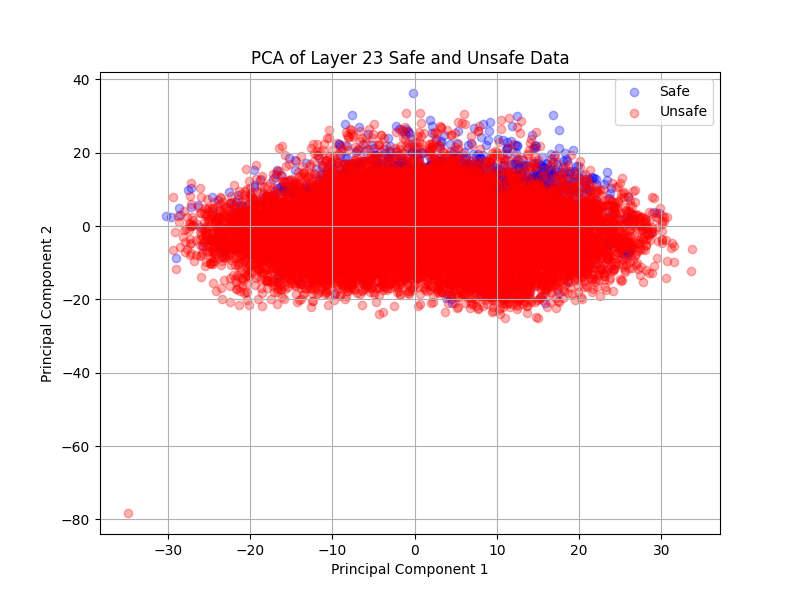 PCA of Layer 23 Safe and Unsafe Data
Safe
Unsafe
40
20
0
−20
−40
−60
−80
Principal Component 2
−30
−20
−10
0
10
20
30
Principal Component 1